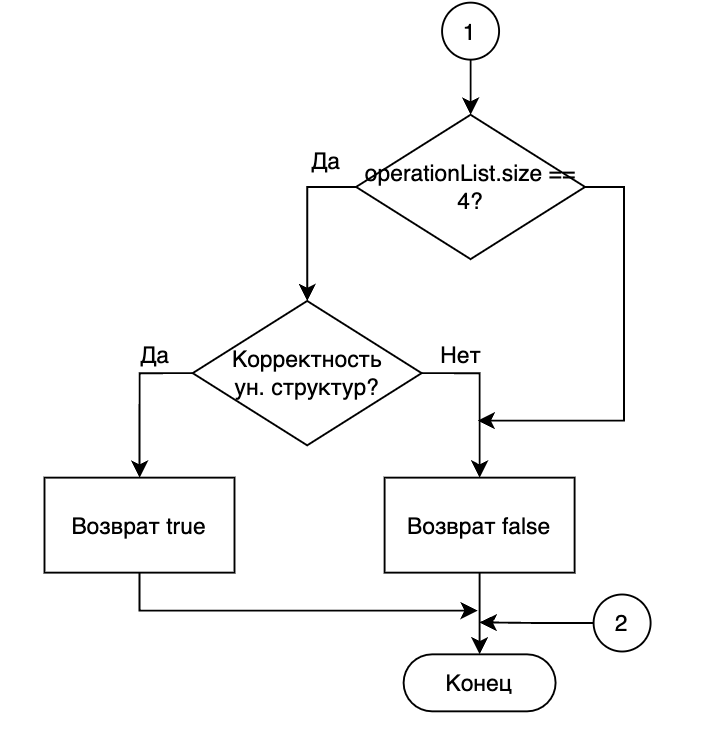 1
Да
operationList.size ==
4?
Да
Корректность
ун. структур?
Нет
Возврат true
Возврат false
2
Конец